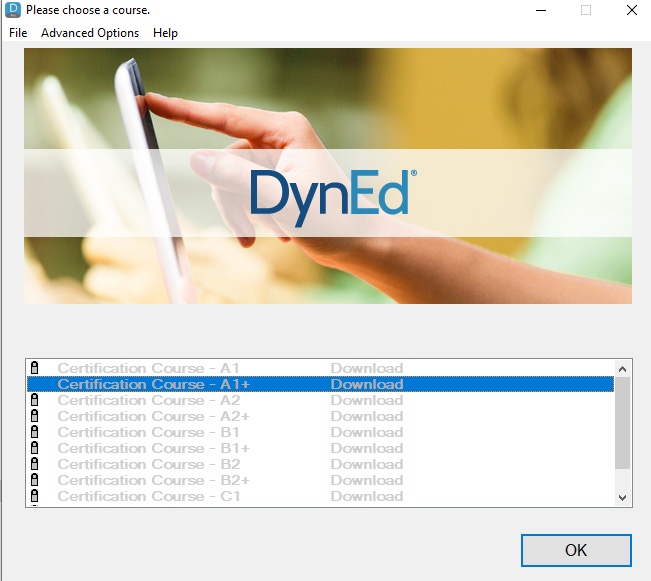 Please choose a course.
File Advanced Options Help
DynEd®
Certification Course - A1 Download
Certification Course - A1+ Download
Certification Course - A2 Download
Certification Course - A2+ Download
Certification Course - B1 Download
Certification Course - B1+ Download
Certification Course - B2 Download
Certification Course - B2+ Download
Certification Course - C1 Download
OK